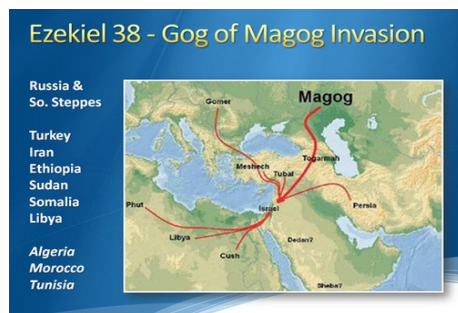 Ezekiel 38 - Gog of Magog Invasion
Russia &
So. Steppes
Turkey
Iran
Ethiopia
Sudan
Somalia
Libya
Algeria
Morocco
Tunisia
Gomer
Magog
Togarmah
Meshech
Tubal
Israel
Persia
Phut
Libya
Cush
Dedan?
Sheba?